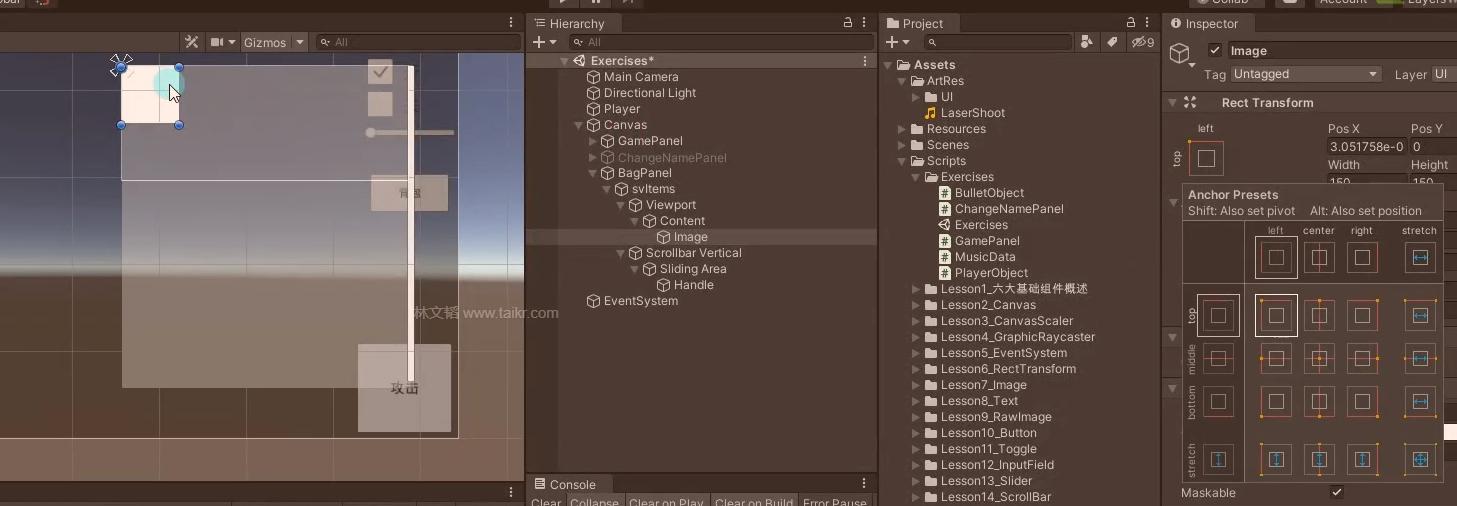 Collab
Account
Layers
Gizmos
All
背包
攻击
林文韬 www.taikr.com
Hierarchy
All
Exercises*
Main Camera
Directional Light
Player
Canvas
GamePanel
ChangeNamePanel
BagPanel
svItems
Viewport
Content
Image
Scrollbar Vertical
Sliding Area
Handle
EventSystem
Console
Clear
Collapse
Clear on Play
Clear on Build
Error Pause
Project
9
Assets
ArtRes
UI
LaserShoot
Resources
Scenes
Scripts
Exercises
BulletObject
ChangeNamePanel
Exercises
GamePanel
MusicData
PlayerObject
Lesson1_六大基础组件概述
Lesson2_Canvas
Lesson3_CanvasScaler
Lesson4_GraphicRaycaster
Lesson5_EventSystem
Lesson6_RectTransform
Lesson7_Image
Lesson8_Text
Lesson9_RawImage
Lesson10_Button
Lesson11_Toggle
Lesson12_InputField
Lesson13_Slider
Lesson14_ScrollBar
Inspector
Image
Tag Untagged Layer UI
Rect Transform
left
top
Pos X Pos Y
3.051758e-0 0
Width Height
150 150
Anchor Presets
Shift: Also set pivot Alt: Also set position
left center right stretch
top
middle
bottom
stretch
Maskable